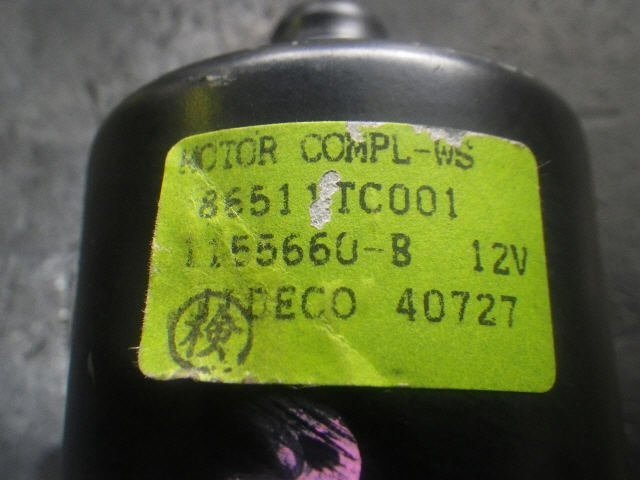 MOTOR COMPL-WS
86511TC001
1155660-B 12V
検 DECO 40727